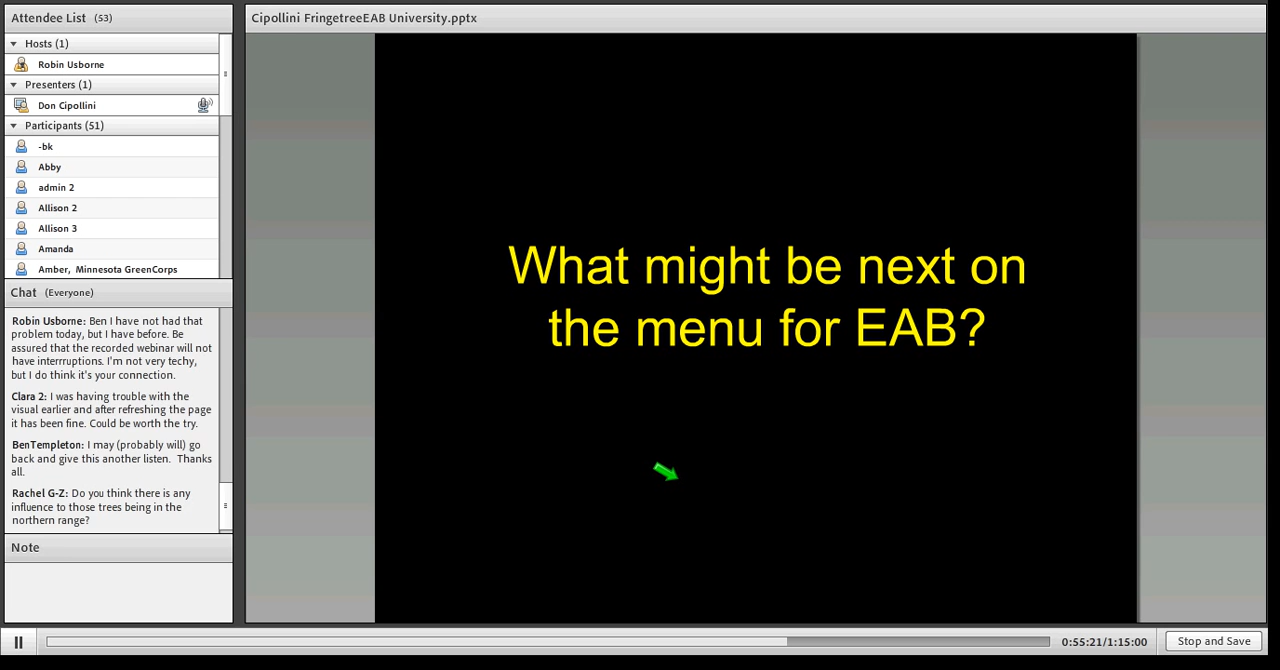 Attendee List (53)
Hosts (1)
Robin Usborne
Presenters (1)
Don Cipollini
Participants (51)
-bk
Abby
admin 2
Allison 2
Allison 3
Amanda
Amber, Minnesota GreenCorps
Chat (Everyone)
Robin Usborne: Ben I have not had that
problem today, but I have before. Be
assured that the recorded webinar will not
have interrruptions. I'm not very techy,
but I do think it's your connection.
Clara 2: I was having trouble with the
visual earlier and after refreshing the page
it has been fine. Could be worth the try.
BenTempleton: I may (probably will) go
back and give this another listen. Thanks
all.
Rachel G-Z: Do you think there is any
influence to those trees being in the
northern range?
Note
Cipollini FringetreeEAB University.pptx
What might be next on
the menu for EAB?
0:55:21/1:15:00
Stop and Save